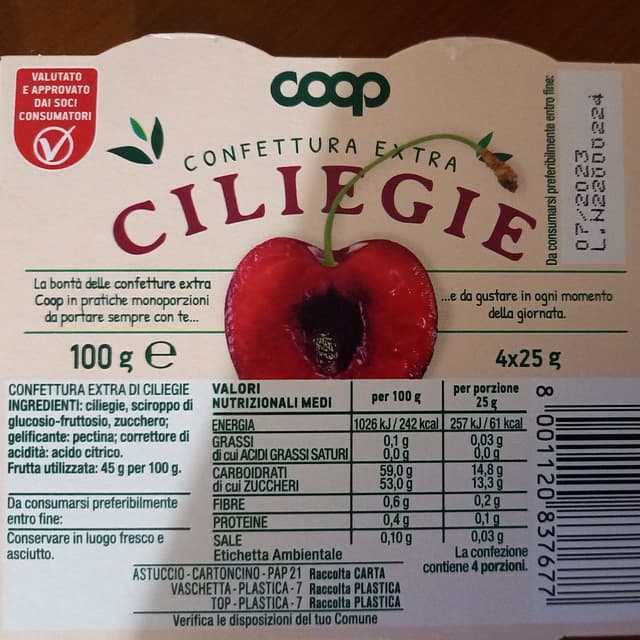 VALUTATO
E APPROVATO
DAI SOCI
CONSUMATORI
coop
CONFETTURA EXTRA
CILIEGIE
Da consumarsi preferibilmente entro fine:
07/2023
L.N22000224
La bontà delle confetture extra
Coop in pratiche monoporzioni
da portare sempre con te...
...e da gustare in ogni momento
della giornata.
100 g ℮
4x25 g
CONFETTURA EXTRA DI CILIEGIE
INGREDIENTI: ciliegie, sciroppo di
glucosio-fruttosio, zucchero;
gelificante: pectina; correttore di
acidità: acido citrico.
Frutta utilizzata: 45 g per 100 g.
Da consumarsi preferibilmente
entro fine:
Conservare in luogo fresco e
asciutto.
VALORI
NUTRIZIONALI MEDI
per 100 g
per porzione
25 g
ENERGIA 1026 kJ / 242 kcal 257 kJ / 61 kcal
GRASSI 0,1 g 0,03 g
di cui ACIDI GRASSI SATURI 0,0 g 0,0 g
CARBOIDRATI 59,0 g 14,8 g
di cui ZUCCHERI 53,0 g 13,3 g
FIBRE 0,6 g 0,2 g
PROTEINE 0,4 g 0,1 g
SALE 0,10 g 0,03 g
Etichetta Ambientale
La confezione
contiene 4 porzioni.
ASTUCCIO - CARTONCINO - PAP 21 Raccolta CARTA
VASCHETTA - PLASTICA - 7 Raccolta PLASTICA
TOP - PLASTICA - 7 Raccolta PLASTICA
Verifica le disposizioni del tuo Comune
8 001120 837677